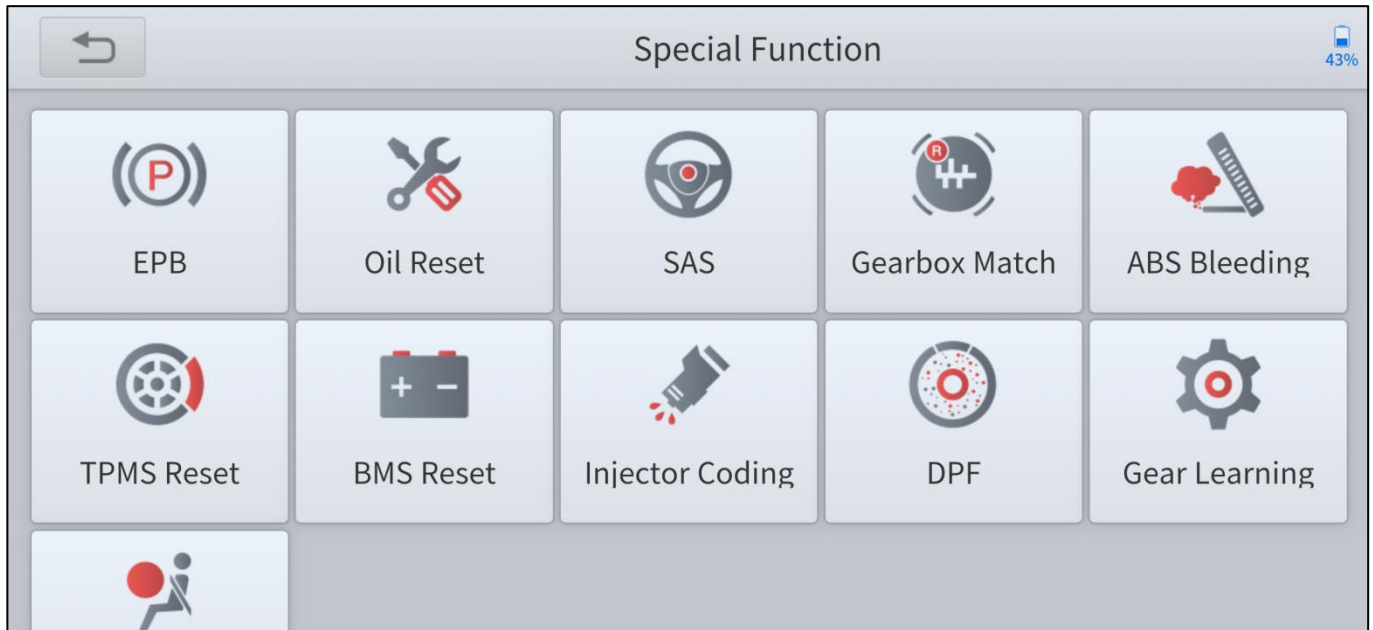 Special Function
43%
P
R
EPB
Oil Reset
SAS
Gearbox Match
ABS Bleeding
+ -
TPMS Reset
BMS Reset
Injector Coding
DPF
Gear Learning